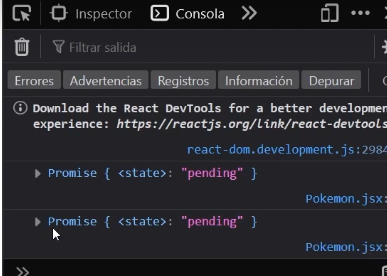 Inspector
Consola
Filtrar salida
Errores
Advertencias
Registros
Información
Depurar
Download the React DevTools for a better developmen
experience: https://reactjs.org/link/react-devtools
react-dom.development.js:2984
Promise { <state>: "pending" }
Pokemon.jsx:
Promise { <state>: "pending" }
Pokemon.jsx: